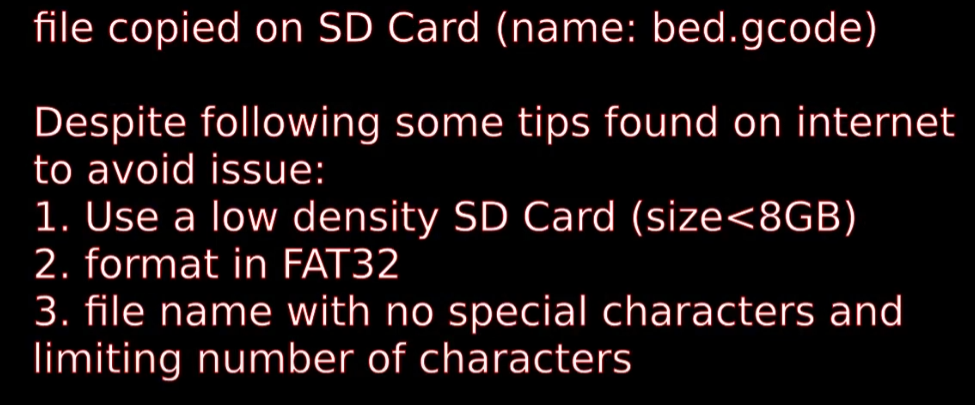 file copied on SD Card (name: bed.gcode)
Despite following some tips found on internet
to avoid issue:
1. Use a low density SD Card (size<8GB)
2. format in FAT32
3. file name with no special characters and
limiting number of characters